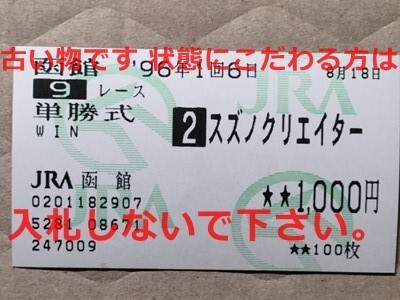 古い物です 状態にこだわる方は
函館 '96年1回6日 8月18日
9 レース JRA
単勝式
WIN
2 スズノクリエイター
JRA 函館
★★1,000円
0201182907
入札しないで下さい。
5281 08671
247009
★★100枚